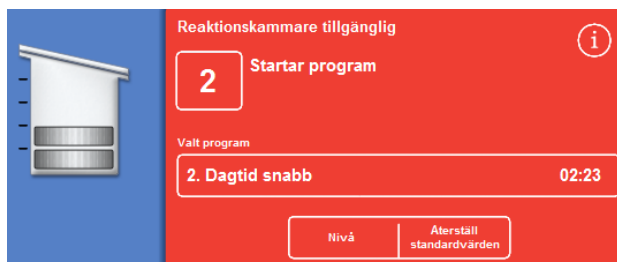 Reaktionskammare tillgänglig
i
2
Startar program
Valt program
2. Dagtid snabb 02:23
Nivå
Återställ
standardvärden